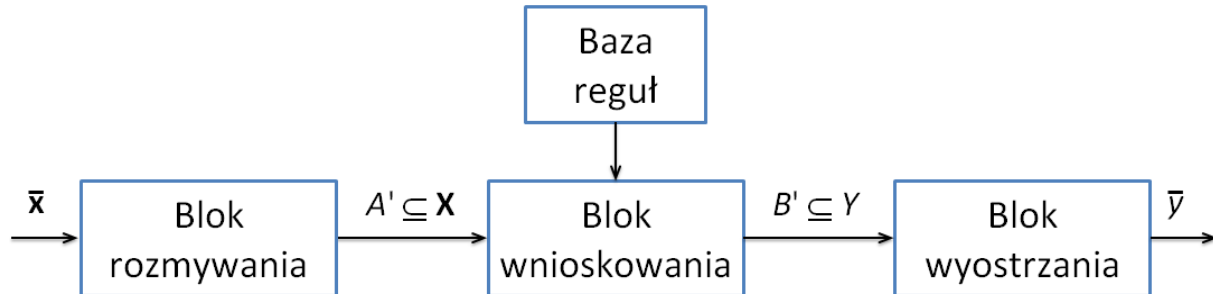 Baza
reguł
x̄
Blok
rozmywania
A' ⊆ X
Blok
wnioskowania
B' ⊆ Y
Blok
wyostrzania
ȳ